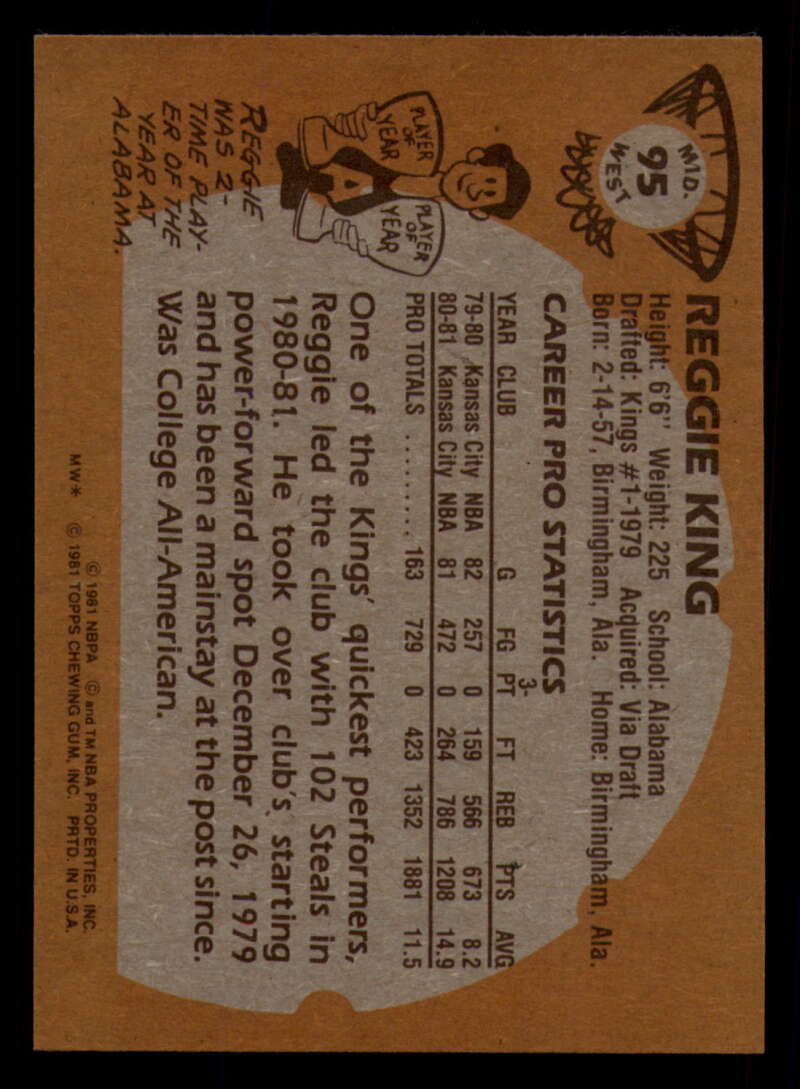 MID.
95
WEST
REGGIE KING
Height: 6'6" Weight: 225 School: Alabama
Drafted: Kings #1-1979 Acquired: Via Draft
Born: 2-14-57, Birmingham, Ala. Home: Birmingham, Ala.
CAREER PRO STATISTICS
YEAR CLUB G FG 3-PT FT REB PTS AVG
79-80 Kansas City NBA 82 257 0 159 566 673 8.2
80-81 Kansas City NBA 81 472 0 264 786 1208 14.9
PRO TOTALS ......... 163 729 0 423 1352 1881 11.5
PLAYER
OF
YEAR
A
PLAYER
OF
YEAR
REGGIE
WAS 2-
TIME PLAY-
ER OF THE
YEAR AT
ALABAMA.
One of the Kings' quickest performers,
Reggie led the club with 102 Steals in
1980-81. He took over club's starting
power-forward spot December 26, 1979
and has been a mainstay at the post since.
Was College All-American.
© 1981 NBPA © and TM NBA PROPERTIES, INC.
MW* © 1981 TOPPS CHEWING GUM, INC. PRTD. IN U.S.A.